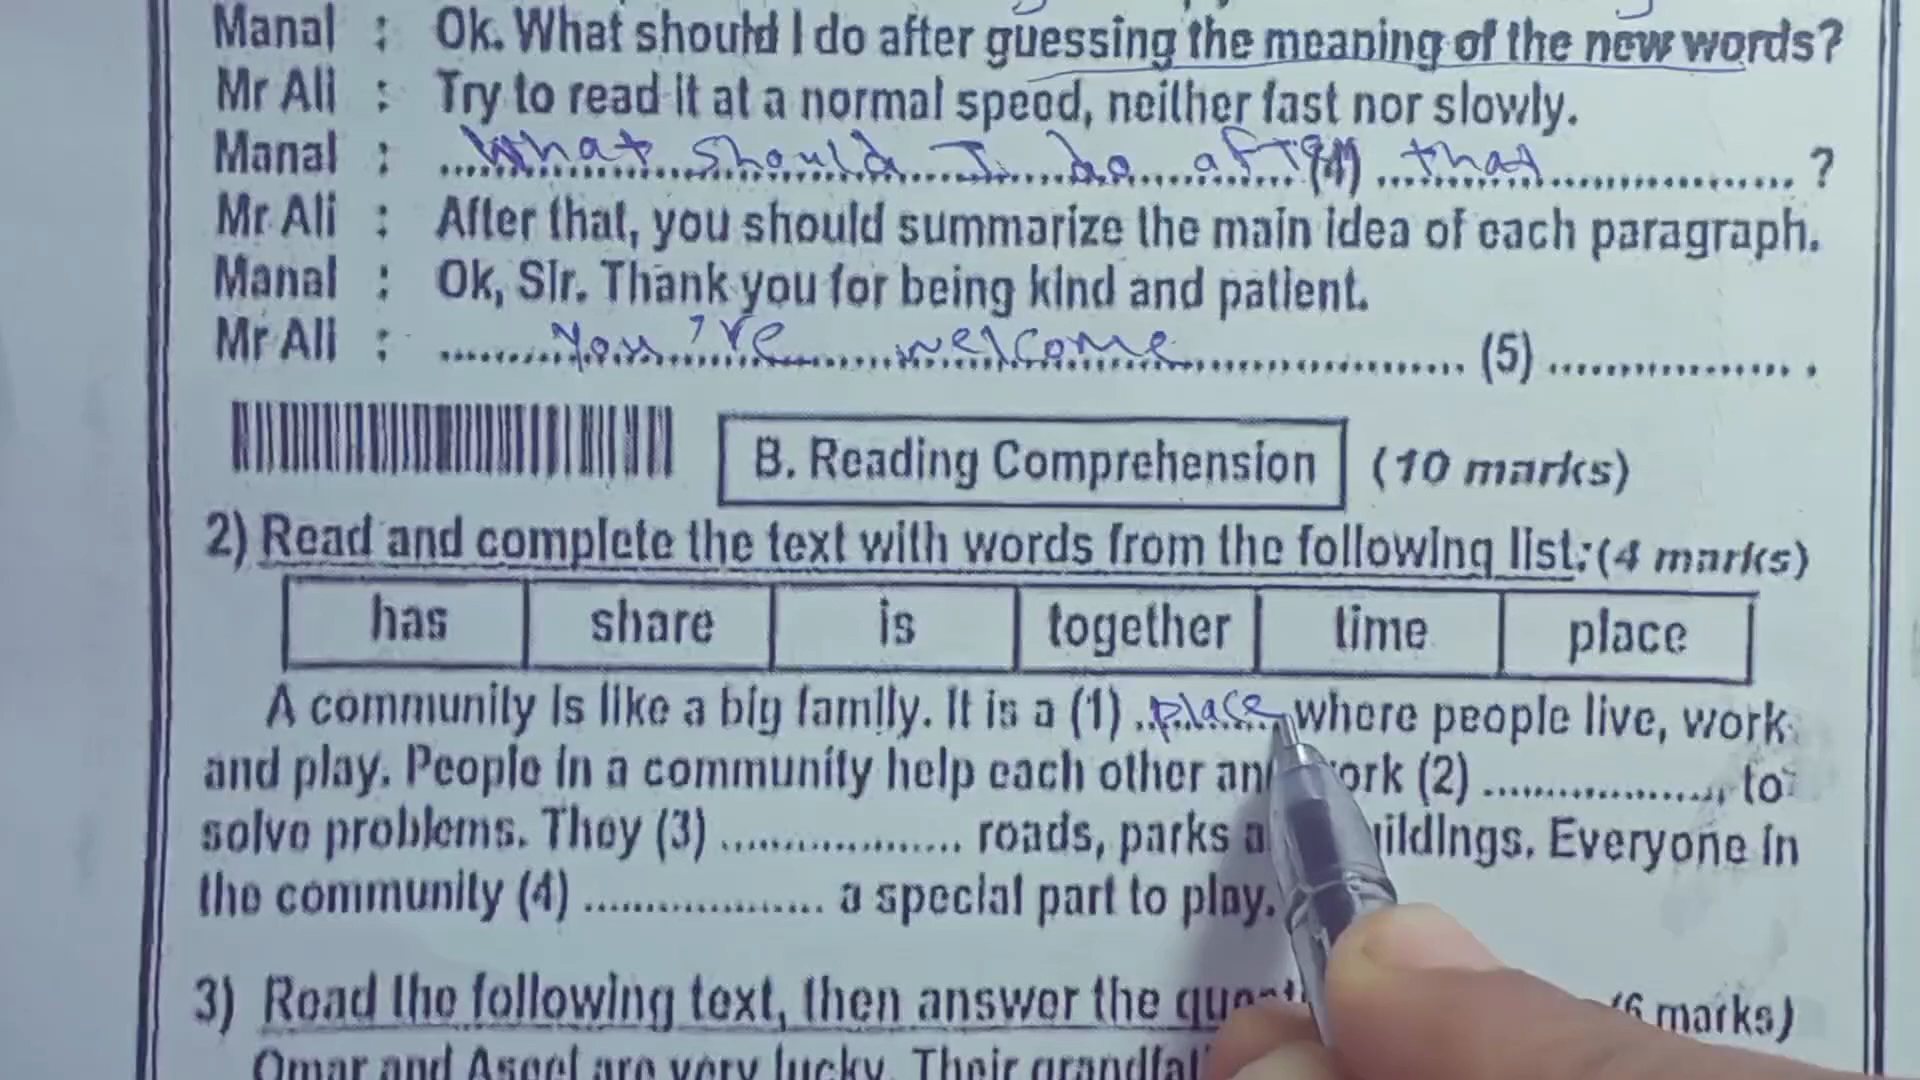 Manal : Ok. What should I do after guessing the meaning of the new words?
Mr Ali : Try to read it at a normal speed, neither fast nor slowly.
Manal : What should I do after (4) that ?
Mr Ali : After that, you should summarize the main idea of each paragraph.
Manal : Ok, Sir. Thank you for being kind and patient.
Mr Ali : You're welcome (5) .
B. Reading Comprehension (10 marks)
2) Read and complete the text with words from the following list: (4 marks)
has share is together time place
A community is like a big family. It is a (1) place where people live, work
and play. People in a community help each other (2) ................... to
solve problems. They (3) ................... roads, parks Everyone in
the community (4) ................... a special part to play.
3) Read the following text, then answer the marks)
Omar and Aseel are very lucky. Their